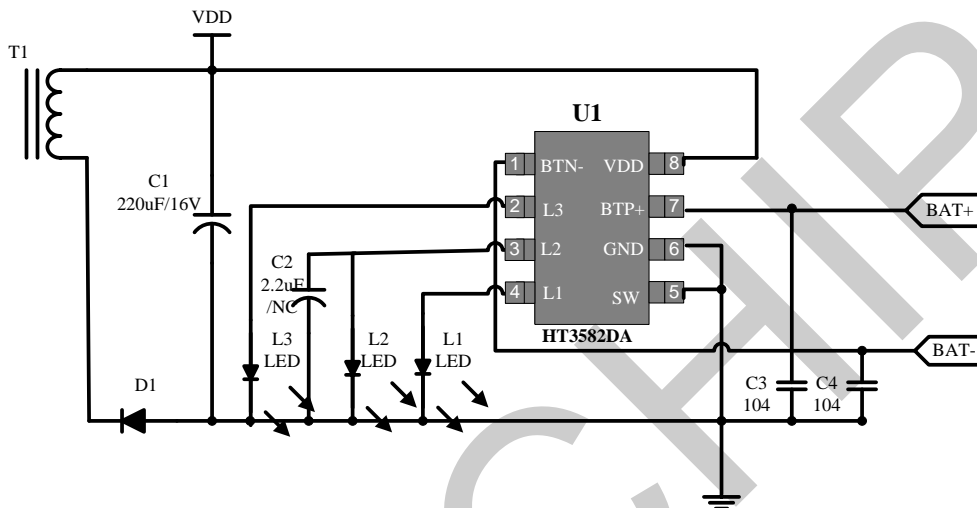 VDD
T1
U1
1 BTN- VDD 8
C1
220uF/16V
2 L3 BTP+ 7
BAT+
3 L2 GND 6
C2
2.2uF
/NC
4 L1 SW 5
HT3582DA
L3
LED
L2
LED
L1
LED
BAT-
D1
C3
104
C4
104
CHIP